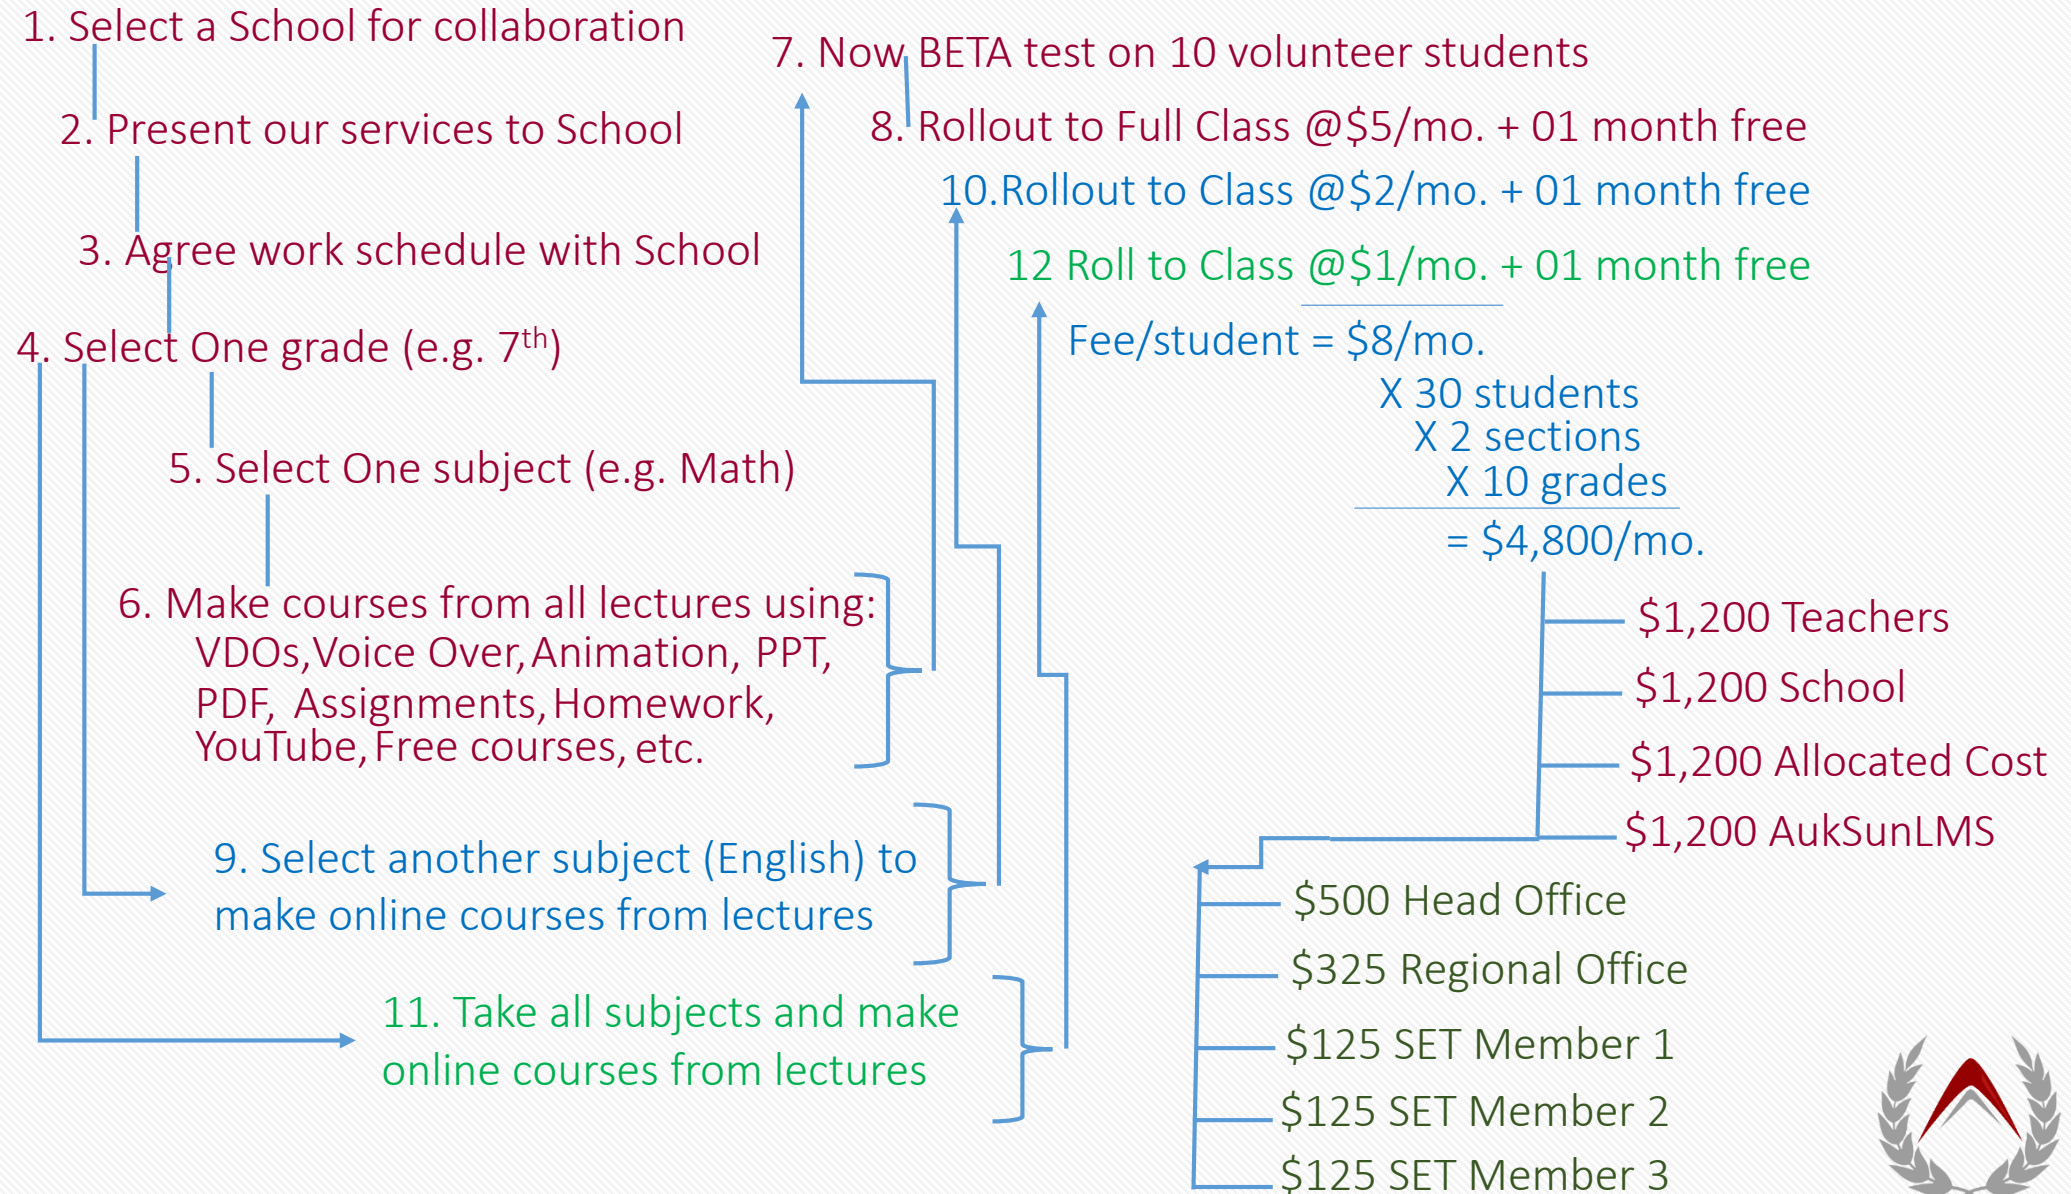 1. Select a School for collaboration
2. Present our services to School
3. Agree work schedule with School
4. Select One grade (e.g. 7th)
5. Select One subject (e.g. Math)
6. Make courses from all lectures using:
VDOs, Voice Over, Animation, PPT,
PDF, Assignments, Homework,
YouTube, Free courses, etc.
9. Select another subject (English) to
make online courses from lectures
11. Take all subjects and make
online courses from lectures
7. Now BETA test on 10 volunteer students
8. Rollout to Full Class @$5/mo. + 01 month free
10.Rollout to Class @$2/mo. + 01 month free
12 Roll to Class @$1/mo. + 01 month free
Fee/student = $8/mo.
X 30 students
X 2 sections
X 10 grades
= $4,800/mo.
$1,200 Teachers
$1,200 School
$1,200 Allocated Cost
$1,200 AukSunLMS
$500 Head Office
$325 Regional Office
$125 SET Member 1
$125 SET Member 2
$125 SET Member 3